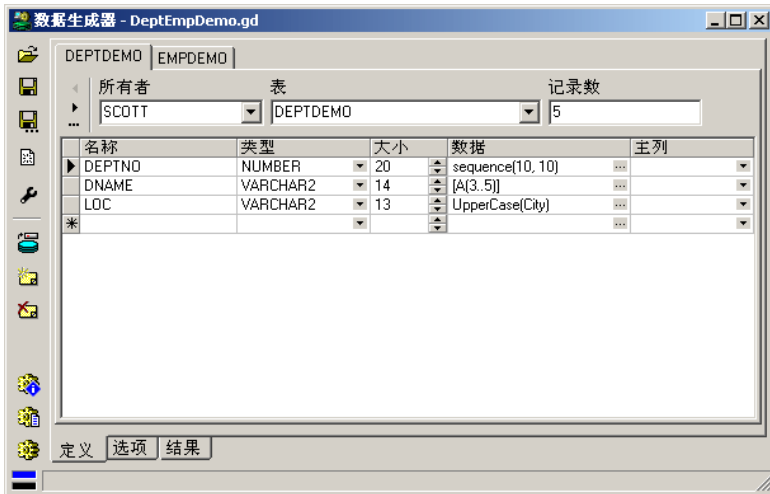 数据生成器 - DeptEmpDemo.gd
DEPTDEMO EMPDEMO
所有者 表 记录数
SCOTT DEPTDEMO 5
名称 类型 大小 数据 主列
DEPTNO NUMBER 20 sequence(10, 10) ...
DNAME VARCHAR2 14 [A(3..5)] ...
LOC VARCHAR2 13 UpperCase(City) ...
* ...
定义 选项 结果